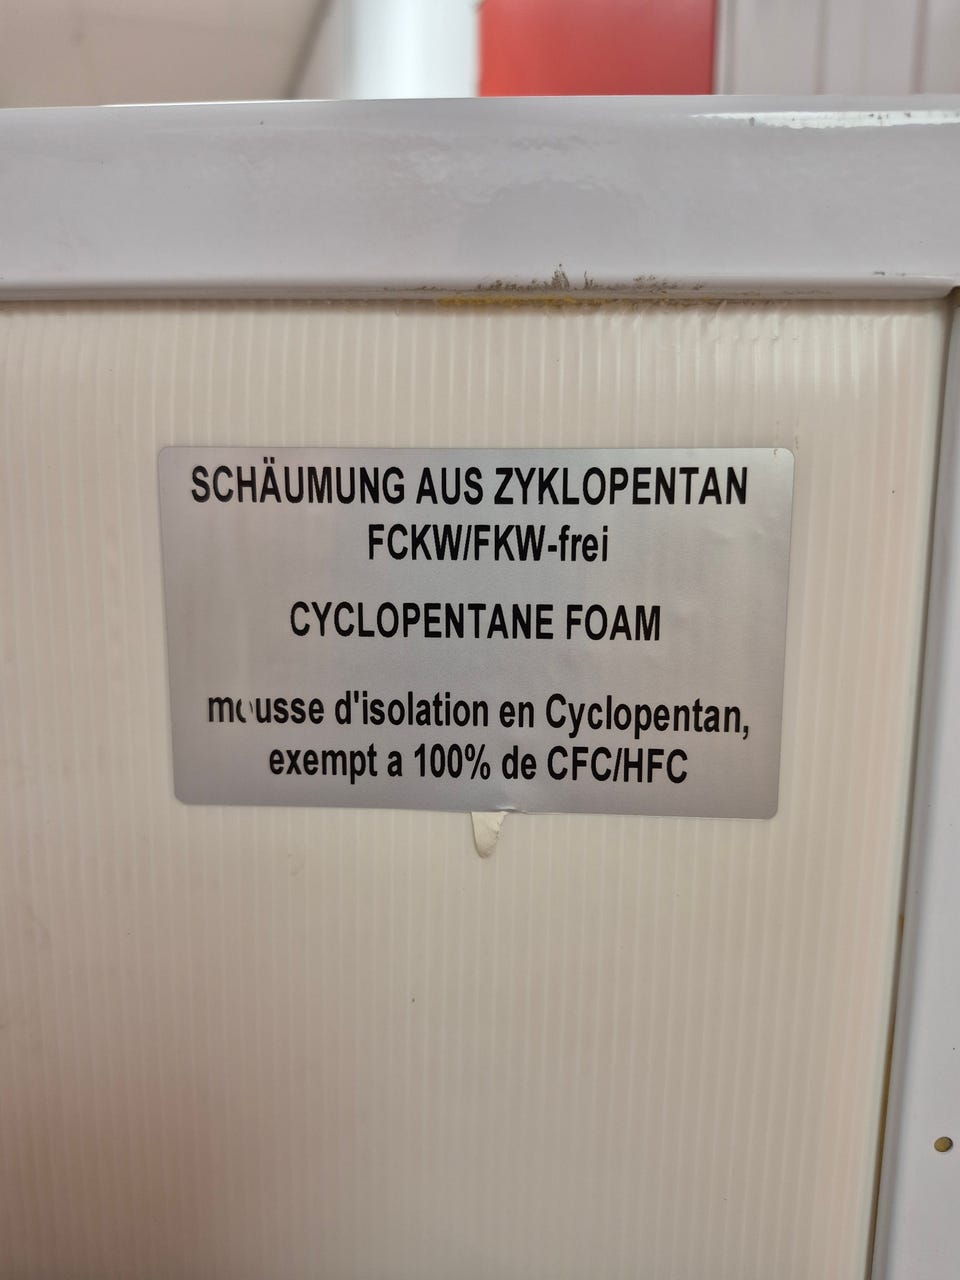 SCHÄUMUNG AUS ZYKLOPENTAN
FCKW/FKW-frei
CYCLOPENTANE FOAM
mousse d'isolation en Cyclopentan,
exempt a 100% de CFC/HFC